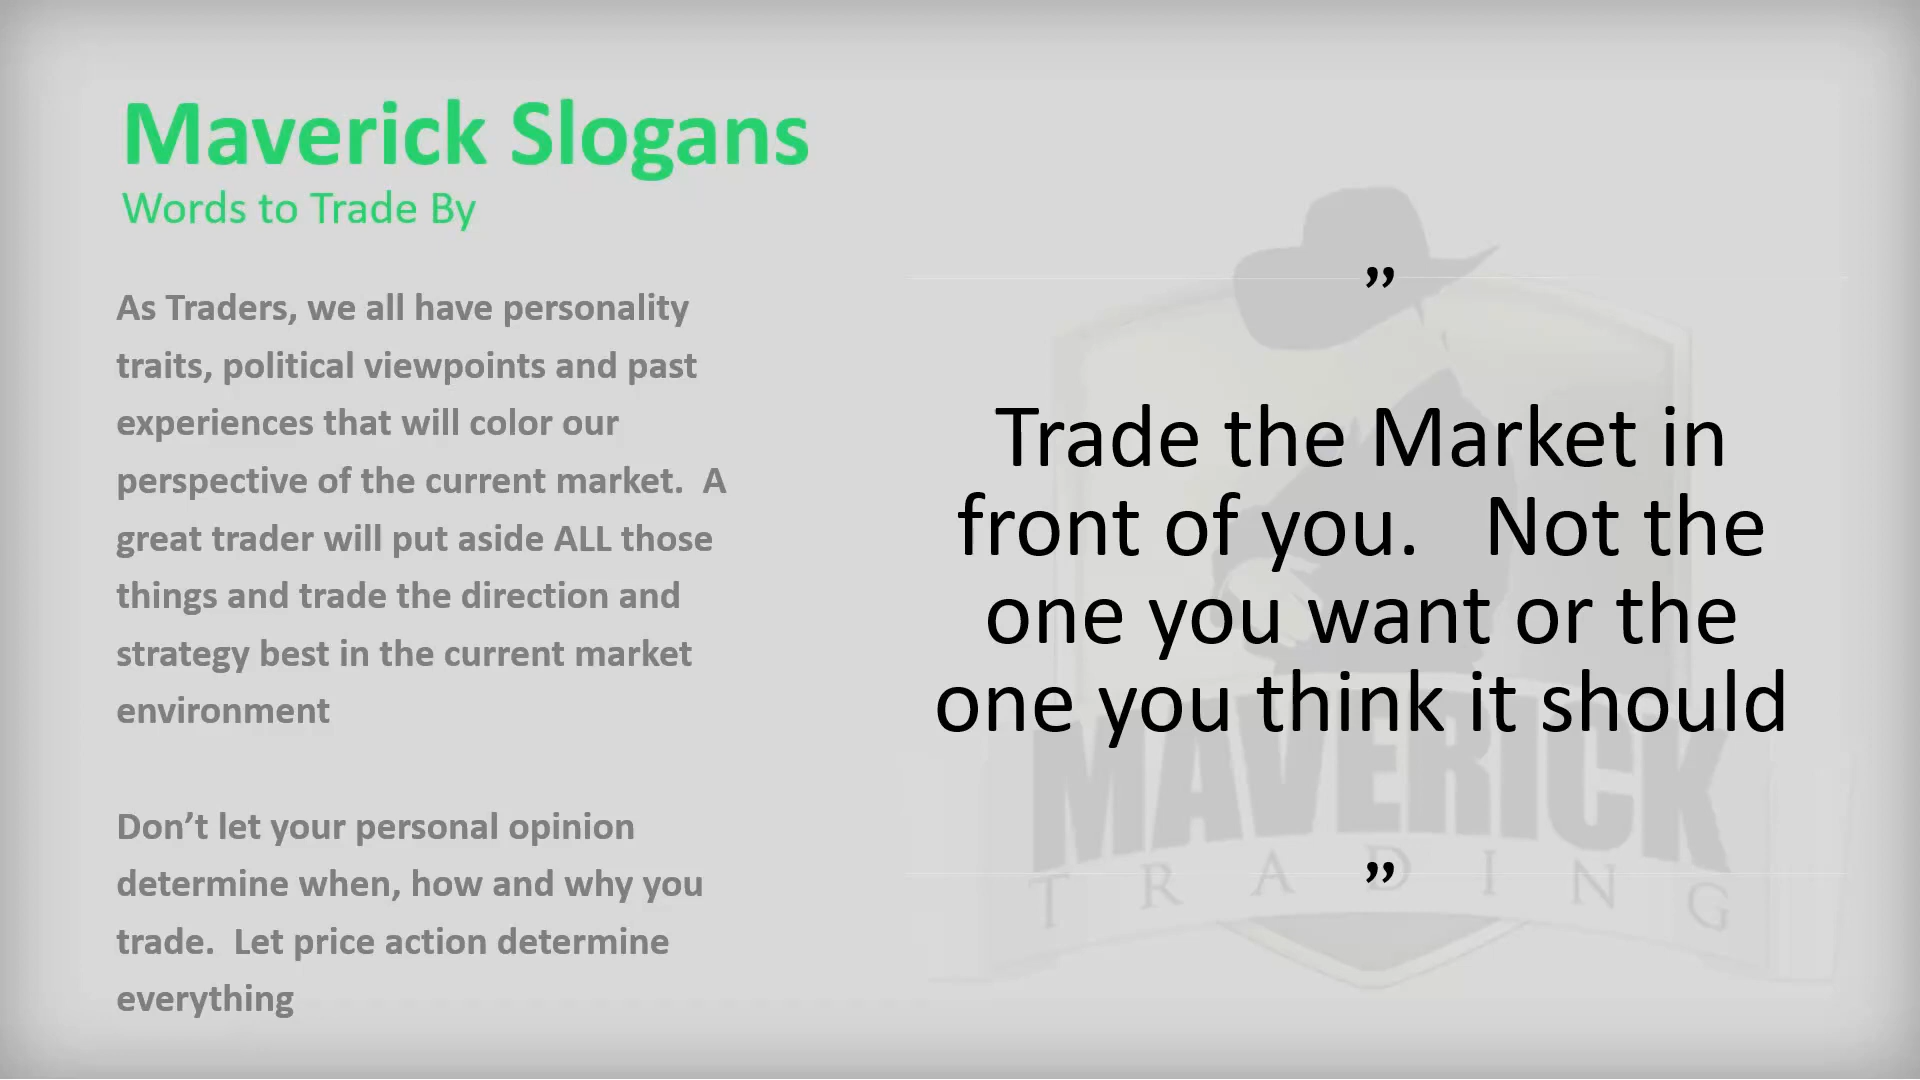 Maverick Slogans
Words to Trade By
As Traders, we all have personality
traits, political viewpoints and past
experiences that will color our
perspective of the current market.  A
great trader will put aside ALL those
things and trade the direction and
strategy best in the current market
environment
Don’t let your personal opinion
determine when, how and why you
trade.  Let price action determine
everything
”
Trade the Market in
front of you.   Not the
one you want or the
one you think it should
”
MAVERICK
TRADING